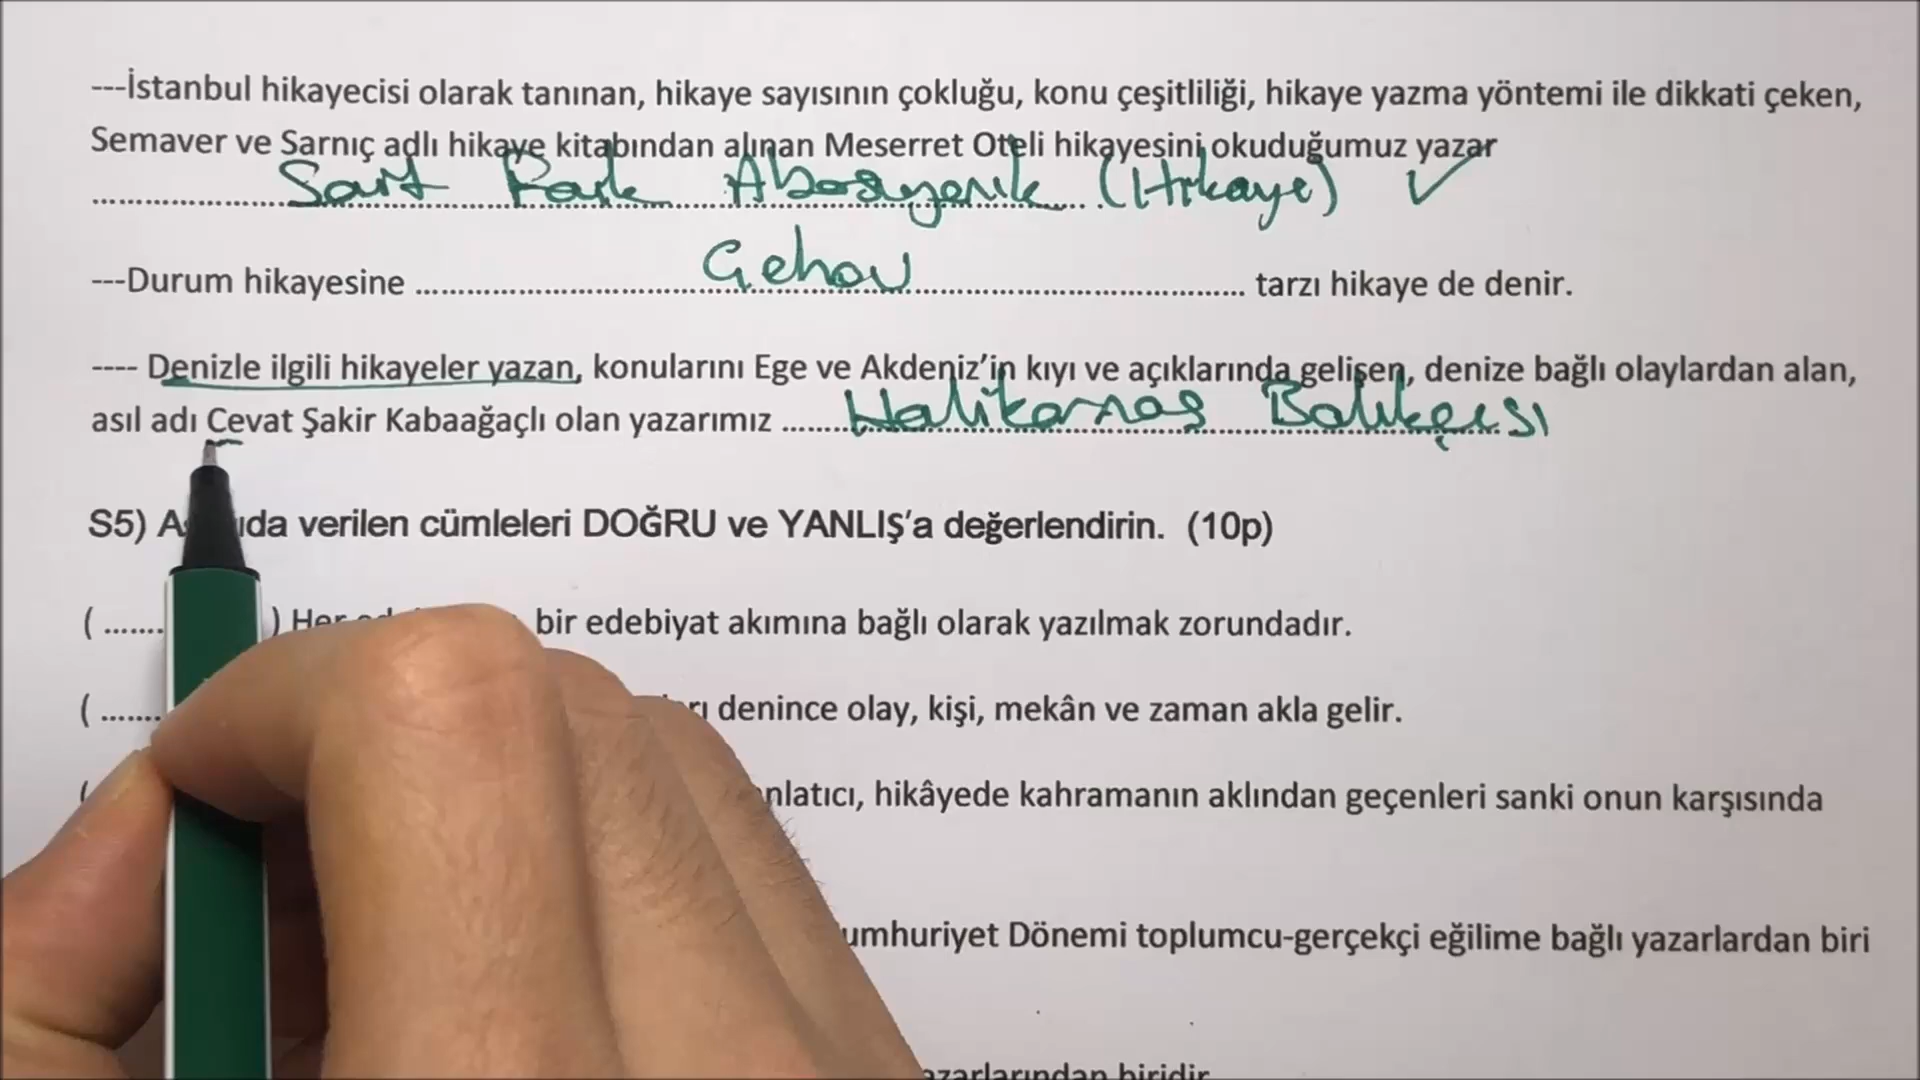 ---İstanbul hikayecisi olarak tanınan, hikaye sayısının çokluğu, konu çeşitliliği, hikaye yazma yöntemi ile dikkati çeken,
Semaver ve Sarnıç adlı hikaye kitabından alınan Meserret Oteli hikayesini okuduğumuz yazar
Sait Faik Abasıyanık (Hikaye) ✓
---Durum hikayesine Çehov tarzı hikaye de denir.
---- Denizle ilgili hikayeler yazan, konularını Ege ve Akdeniz’in kıyı ve açıklarında gelişen, denize bağlı olaylardan alan,
asıl adı Cevat Şakir Kabaağaçlı olan yazarımız ........Halikarnas Balıkçısı
S5) verilen cümleleri DOĞRU ve YANLIŞ’a değerlendirin. (10p)
( ....... ) Her bir edebiyat akımına bağlı olarak yazılmak zorundadır.
( ....... denince olay, kişi, mekân ve zaman akla gelir.
( hikâyede kahramanın aklından geçenleri sanki onun karşısında
Dönemi toplumcu-gerçekçi eğilime bağlı yazarlardan biri
biridir